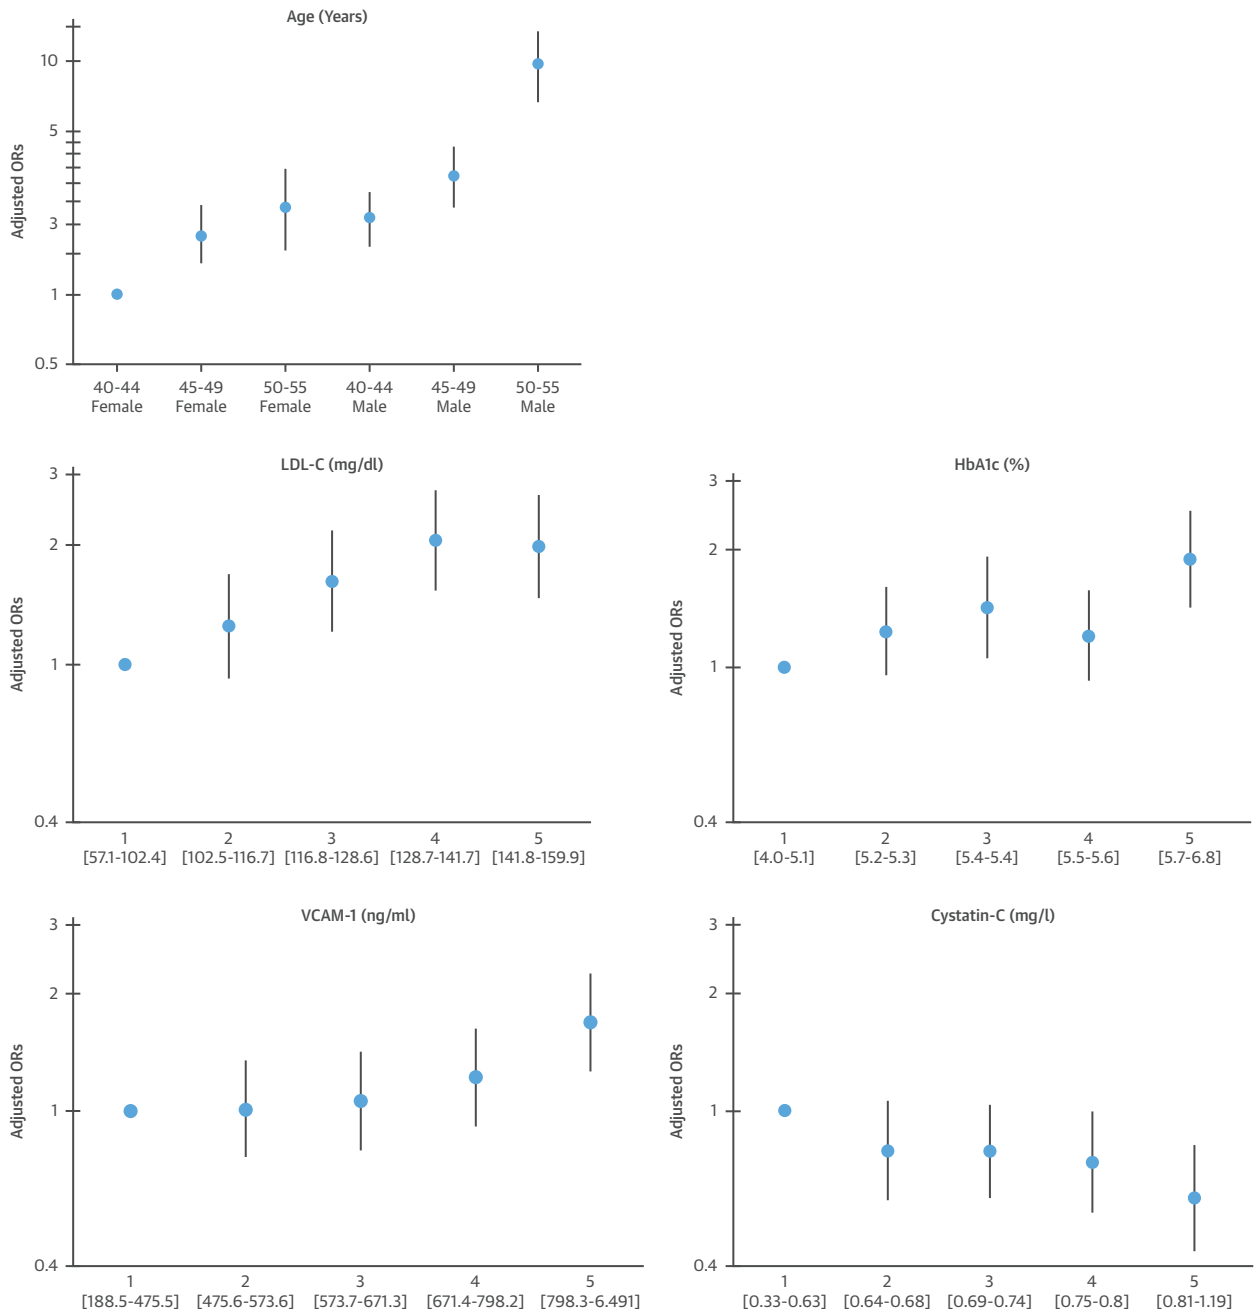 Age (Years)
Adjusted ORs
10
5
3
1
0.5
40-44 45-49 50-55 40-44 45-49 50-55
Female Female Female Male Male Male
LDL-C (mg/dl)
Adjusted ORs
3
2
1
0.4
1 2 3 4 5
[57.1-102.4] [102.5-116.7] [116.8-128.6] [128.7-141.7] [141.8-159.9]
HbA1c (%)
Adjusted ORs
3
2
1
0.4
1 2 3 4 5
[4.0-5.1] [5.2-5.3] [5.4-5.4] [5.5-5.6] [5.7-6.8]
VCAM-1 (ng/ml)
Adjusted ORs
3
2
1
0.4
1 2 3 4 5
[188.5-475.5] [475.6-573.6] [573.7-671.3] [671.4-798.2] [798.3-6.491]
Cystatin-C (mg/l)
Adjusted ORs
3
2
1
0.4
1 2 3 4 5
[0.33-0.63] [0.64-0.68] [0.69-0.74] [0.75-0.8] [0.81-1.19]